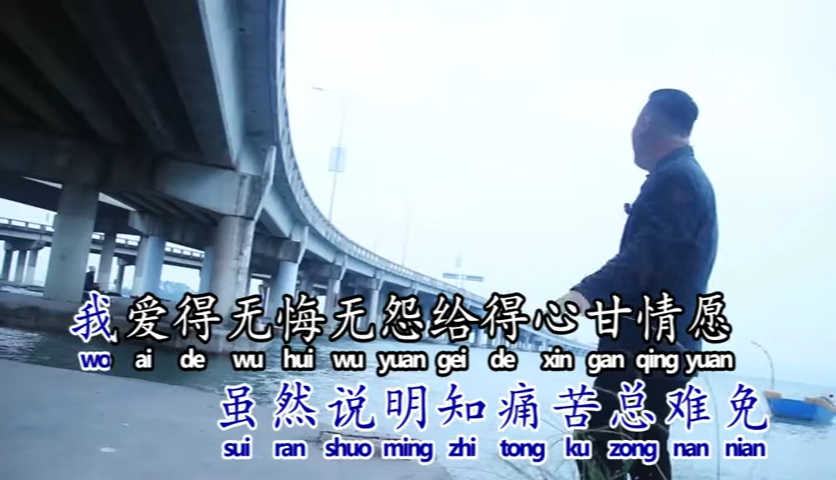 我爱得无悔无怨给得心甘情愿
wo ai de wu hui wu yuan gei de xin gan qing yuan
虽然说明知痛苦总难免
sui ran shuo ming zhi tong ku zong nan nian